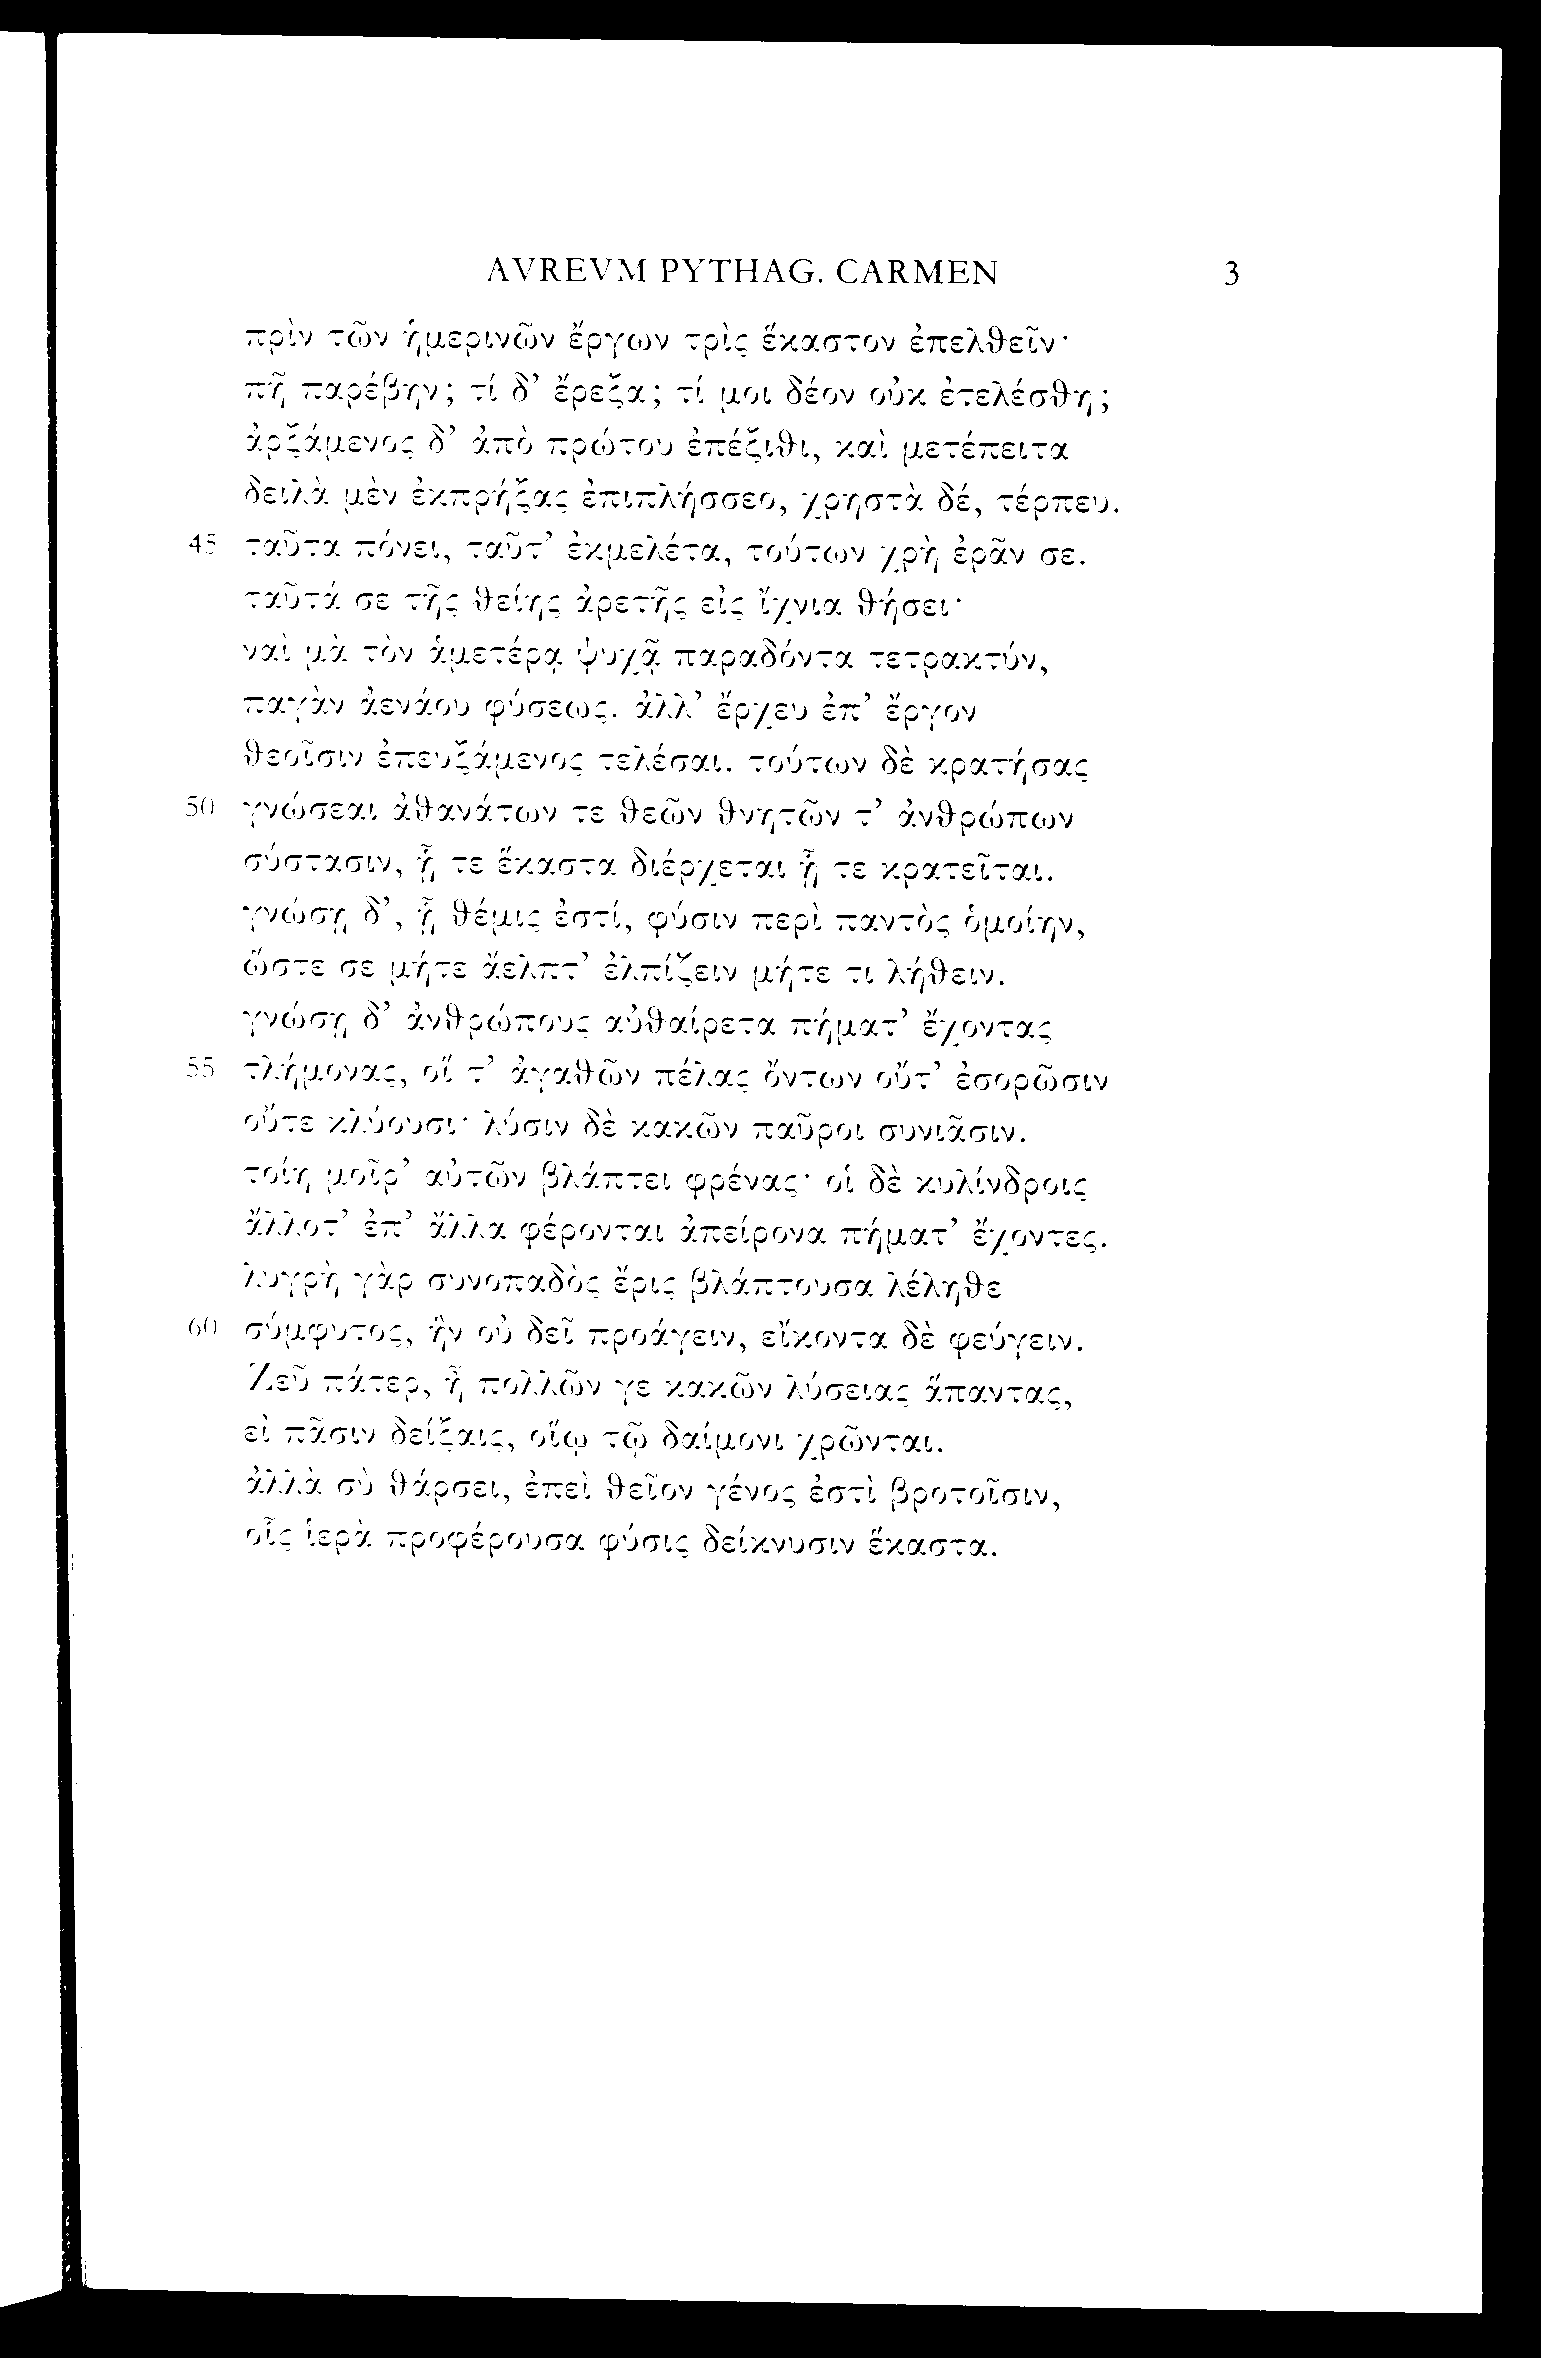 AVREVM PYTHAG. CARMEN 3
πρὶν τῶν ἡμερινῶν ἔργων τρὶς ἕκαστον ἐπελθεῖν·
πῆ παρέβην; τί δ’ ἔρεξα; τί μοι δέον οὐκ ἐτελέσθη;
ἀρξάμενος δ’ ἀπὸ πρώτου ἐπέξιθι, καὶ μετέπειτα
δειλὰ μὲν ἐκπρήξας ἐπιπλήσσεο, χρηστὰ δέ, τέρπευ.
45 ταῦτα πόνει, ταῦτ’ ἐκμελέτα, τούτων χρὴ ἐρᾶν σε.
ταῦτά σε τῆς θείης ἀρετῆς εἰς ἴχνια θήσει·
ναὶ μὰ τὸν ἁμετέρᾳ ψυχᾷ παραδόντα τετρακτύν,
παγὰν ἀενάου φύσεως. ἀλλ’ ἔρχευ ἐπ’ ἔργον
θεοῖσιν ἐπευξάμενος τελέσαι. τούτων δὲ κρατήσας
50 γνώσεαι ἀθανάτων τε θεῶν θνητῶν τ’ ἀνθρώπων
σύστασιν, ᾗ τε ἕκαστα διέρχεται ᾗ τε κρατεῖται.
γνώσῃ δ’, ᾗ θέμις ἐστί, φύσιν περὶ παντὸς ὁμοίην,
ὥστε σε μήτε ἄελπτ’ ἐλπίζειν μήτε τι λήθειν.
γνώσῃ δ’ ἀνθρώπους αὐθαίρετα πήματ’ ἔχοντας
55 τλήμονας, οἵ τ’ ἀγαθῶν πέλας ὄντων οὔτ’ ἐσορῶσιν
οὔτε κλύουσι· λύσιν δὲ κακῶν παῦροι συνιᾶσιν.
τοίη μοῖρ’ αὐτῶν βλάπτει φρένας· οἱ δὲ κυλίνδροις
ἄλλοτ’ ἐπ’ ἄλλα φέρονται ἀπείρονα πήματ’ ἔχοντες.
λυγρὴ γὰρ συνοπαδὸς ἔρις βλάπτουσα λέληθε
60 σύμφυτος, ἣν οὐ δεῖ προάγειν, εἴκοντα δὲ φεύγειν.
Ζεῦ πάτερ, ἦ πολλῶν γε κακῶν λύσειας ἅπαντας,
εἰ πᾶσιν δείξαις, οἵῳ τῷ δαίμονι χρῶνται.
ἀλλὰ σὺ θάρσει, ἐπεὶ θεῖον γένος ἐστὶ βροτοῖσιν,
οἷς ἱερὰ προφέρουσα φύσις δείκνυσιν ἕκαστα.